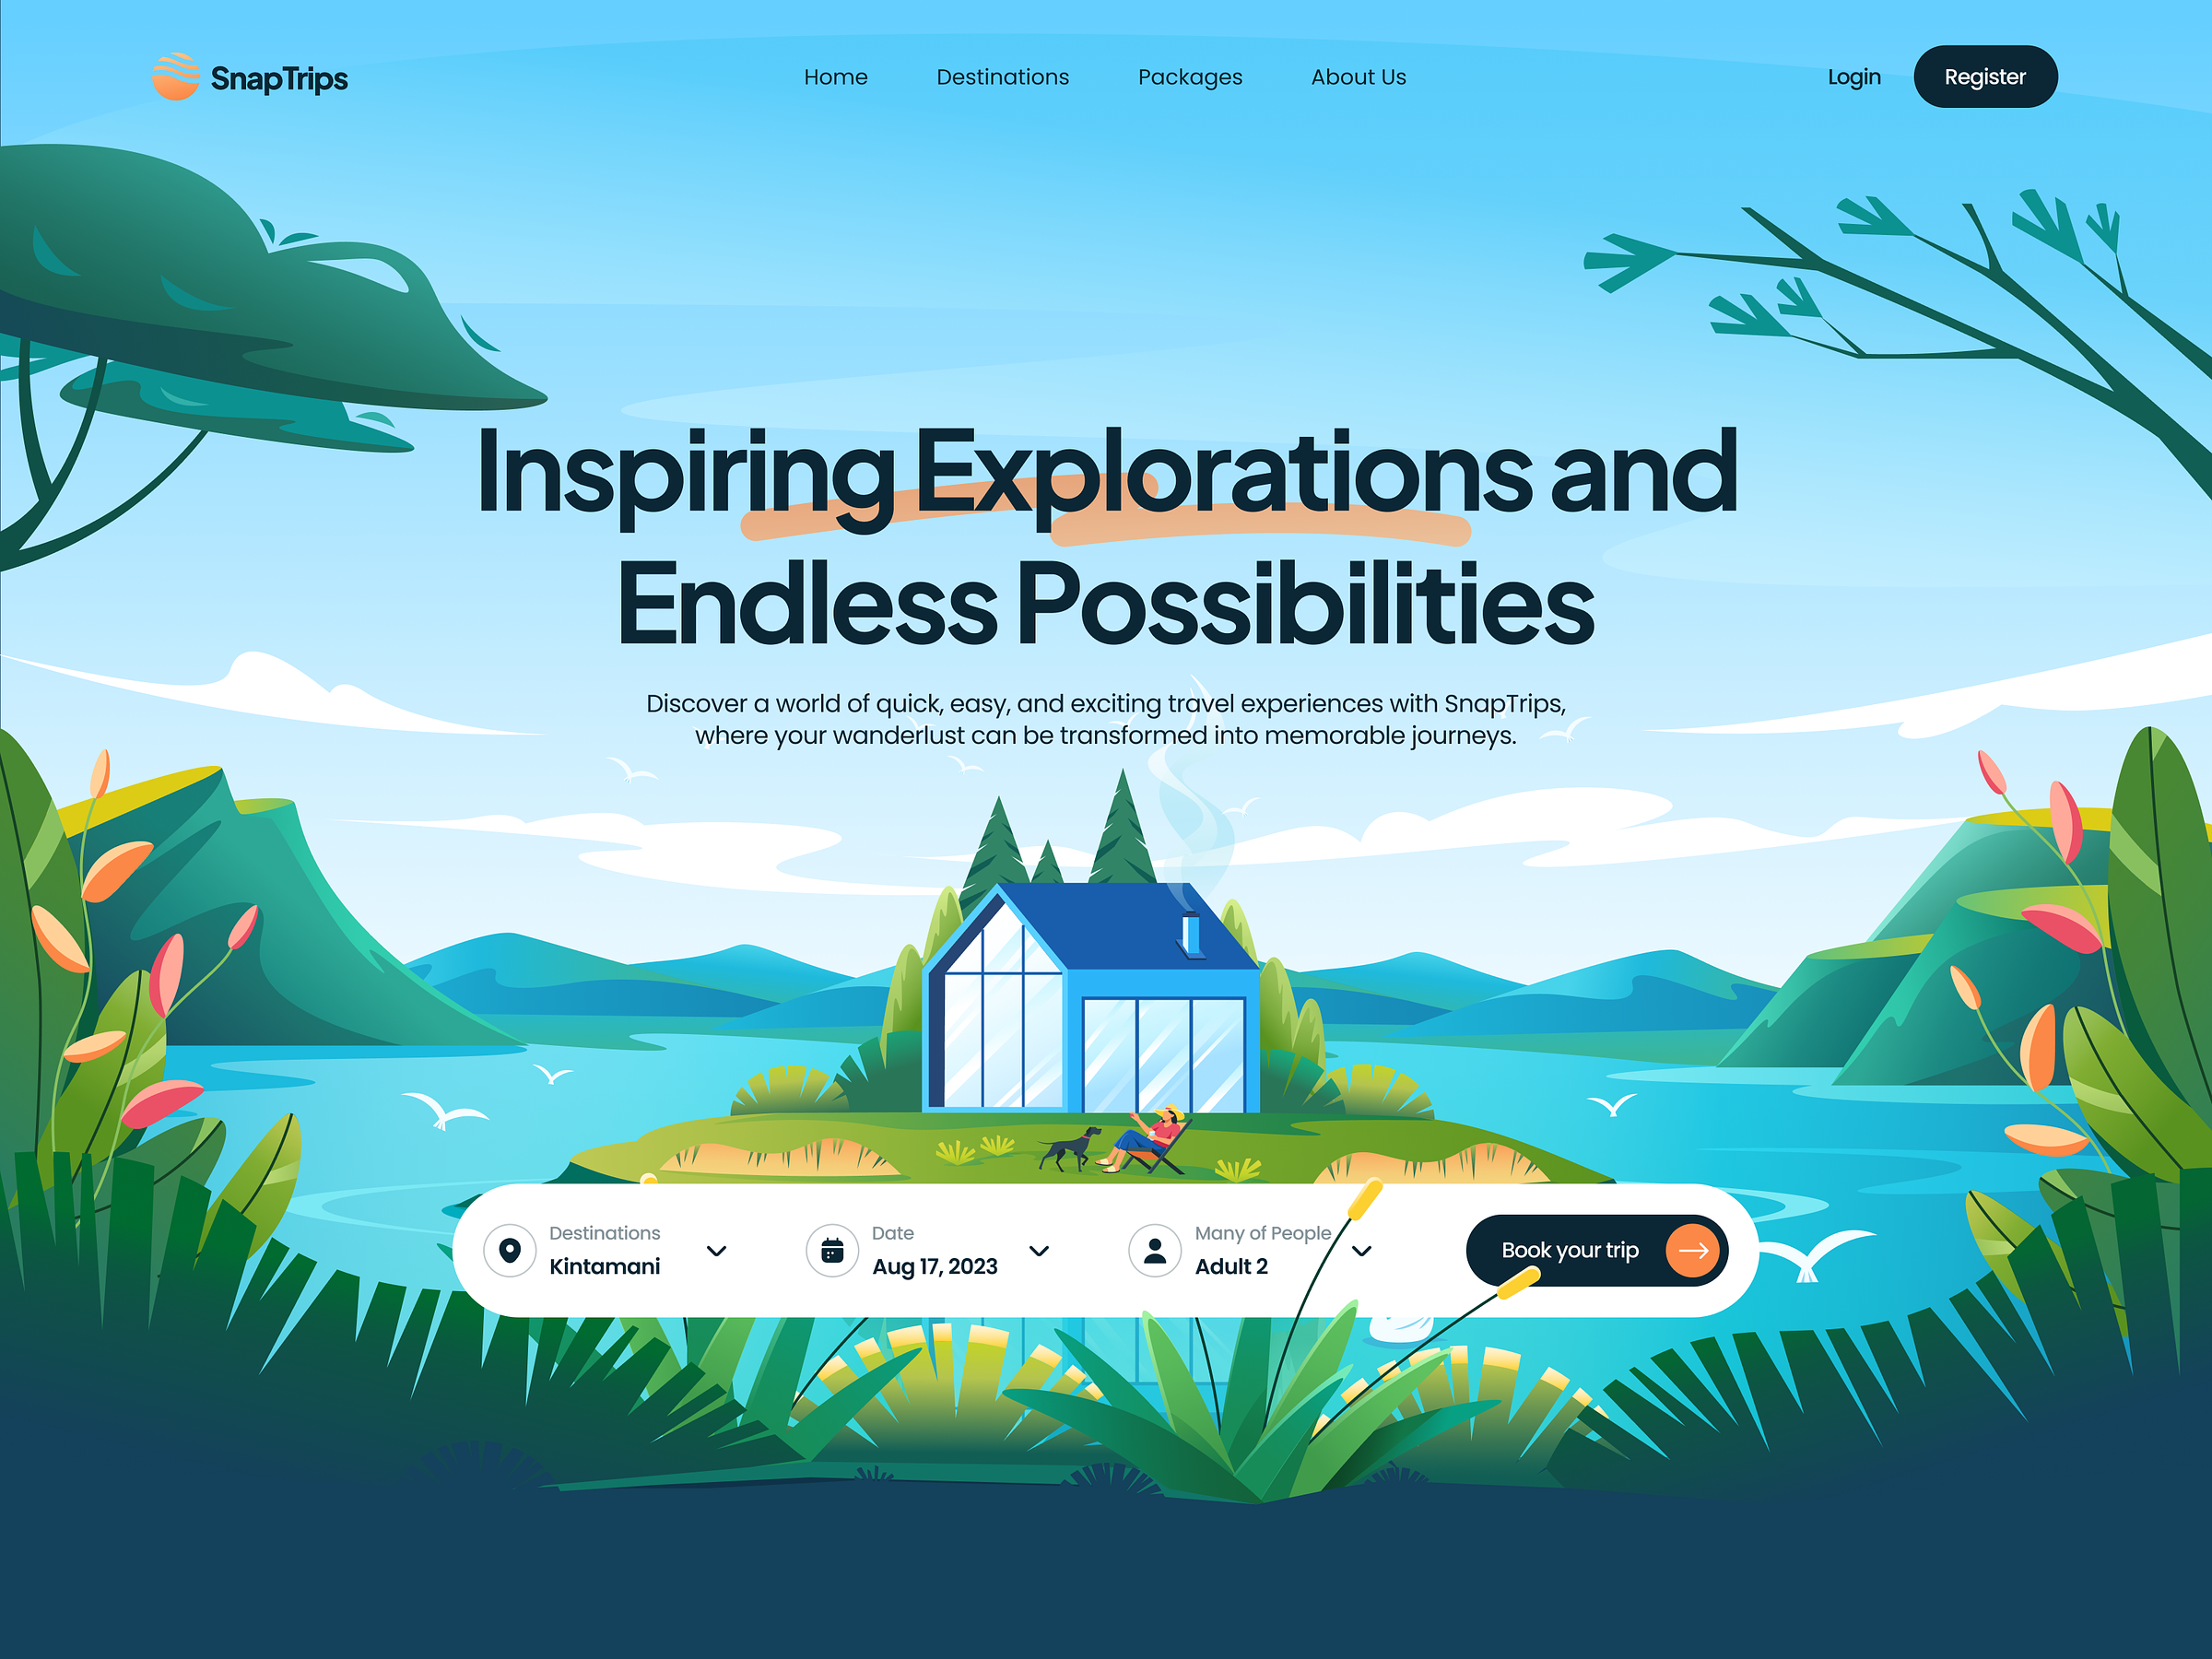 SnapTrips
Home
Destinations
Packages
About Us
Login
Register
Inspiring Explorations and
Endless Possibilities
Discover a world of quick, easy, and exciting travel experiences with SnapTrips,
where your wanderlust can be transformed into memorable journeys.
Destinations
Kintamani
Date
Aug 17, 2023
Many of People
Adult 2
Book your trip